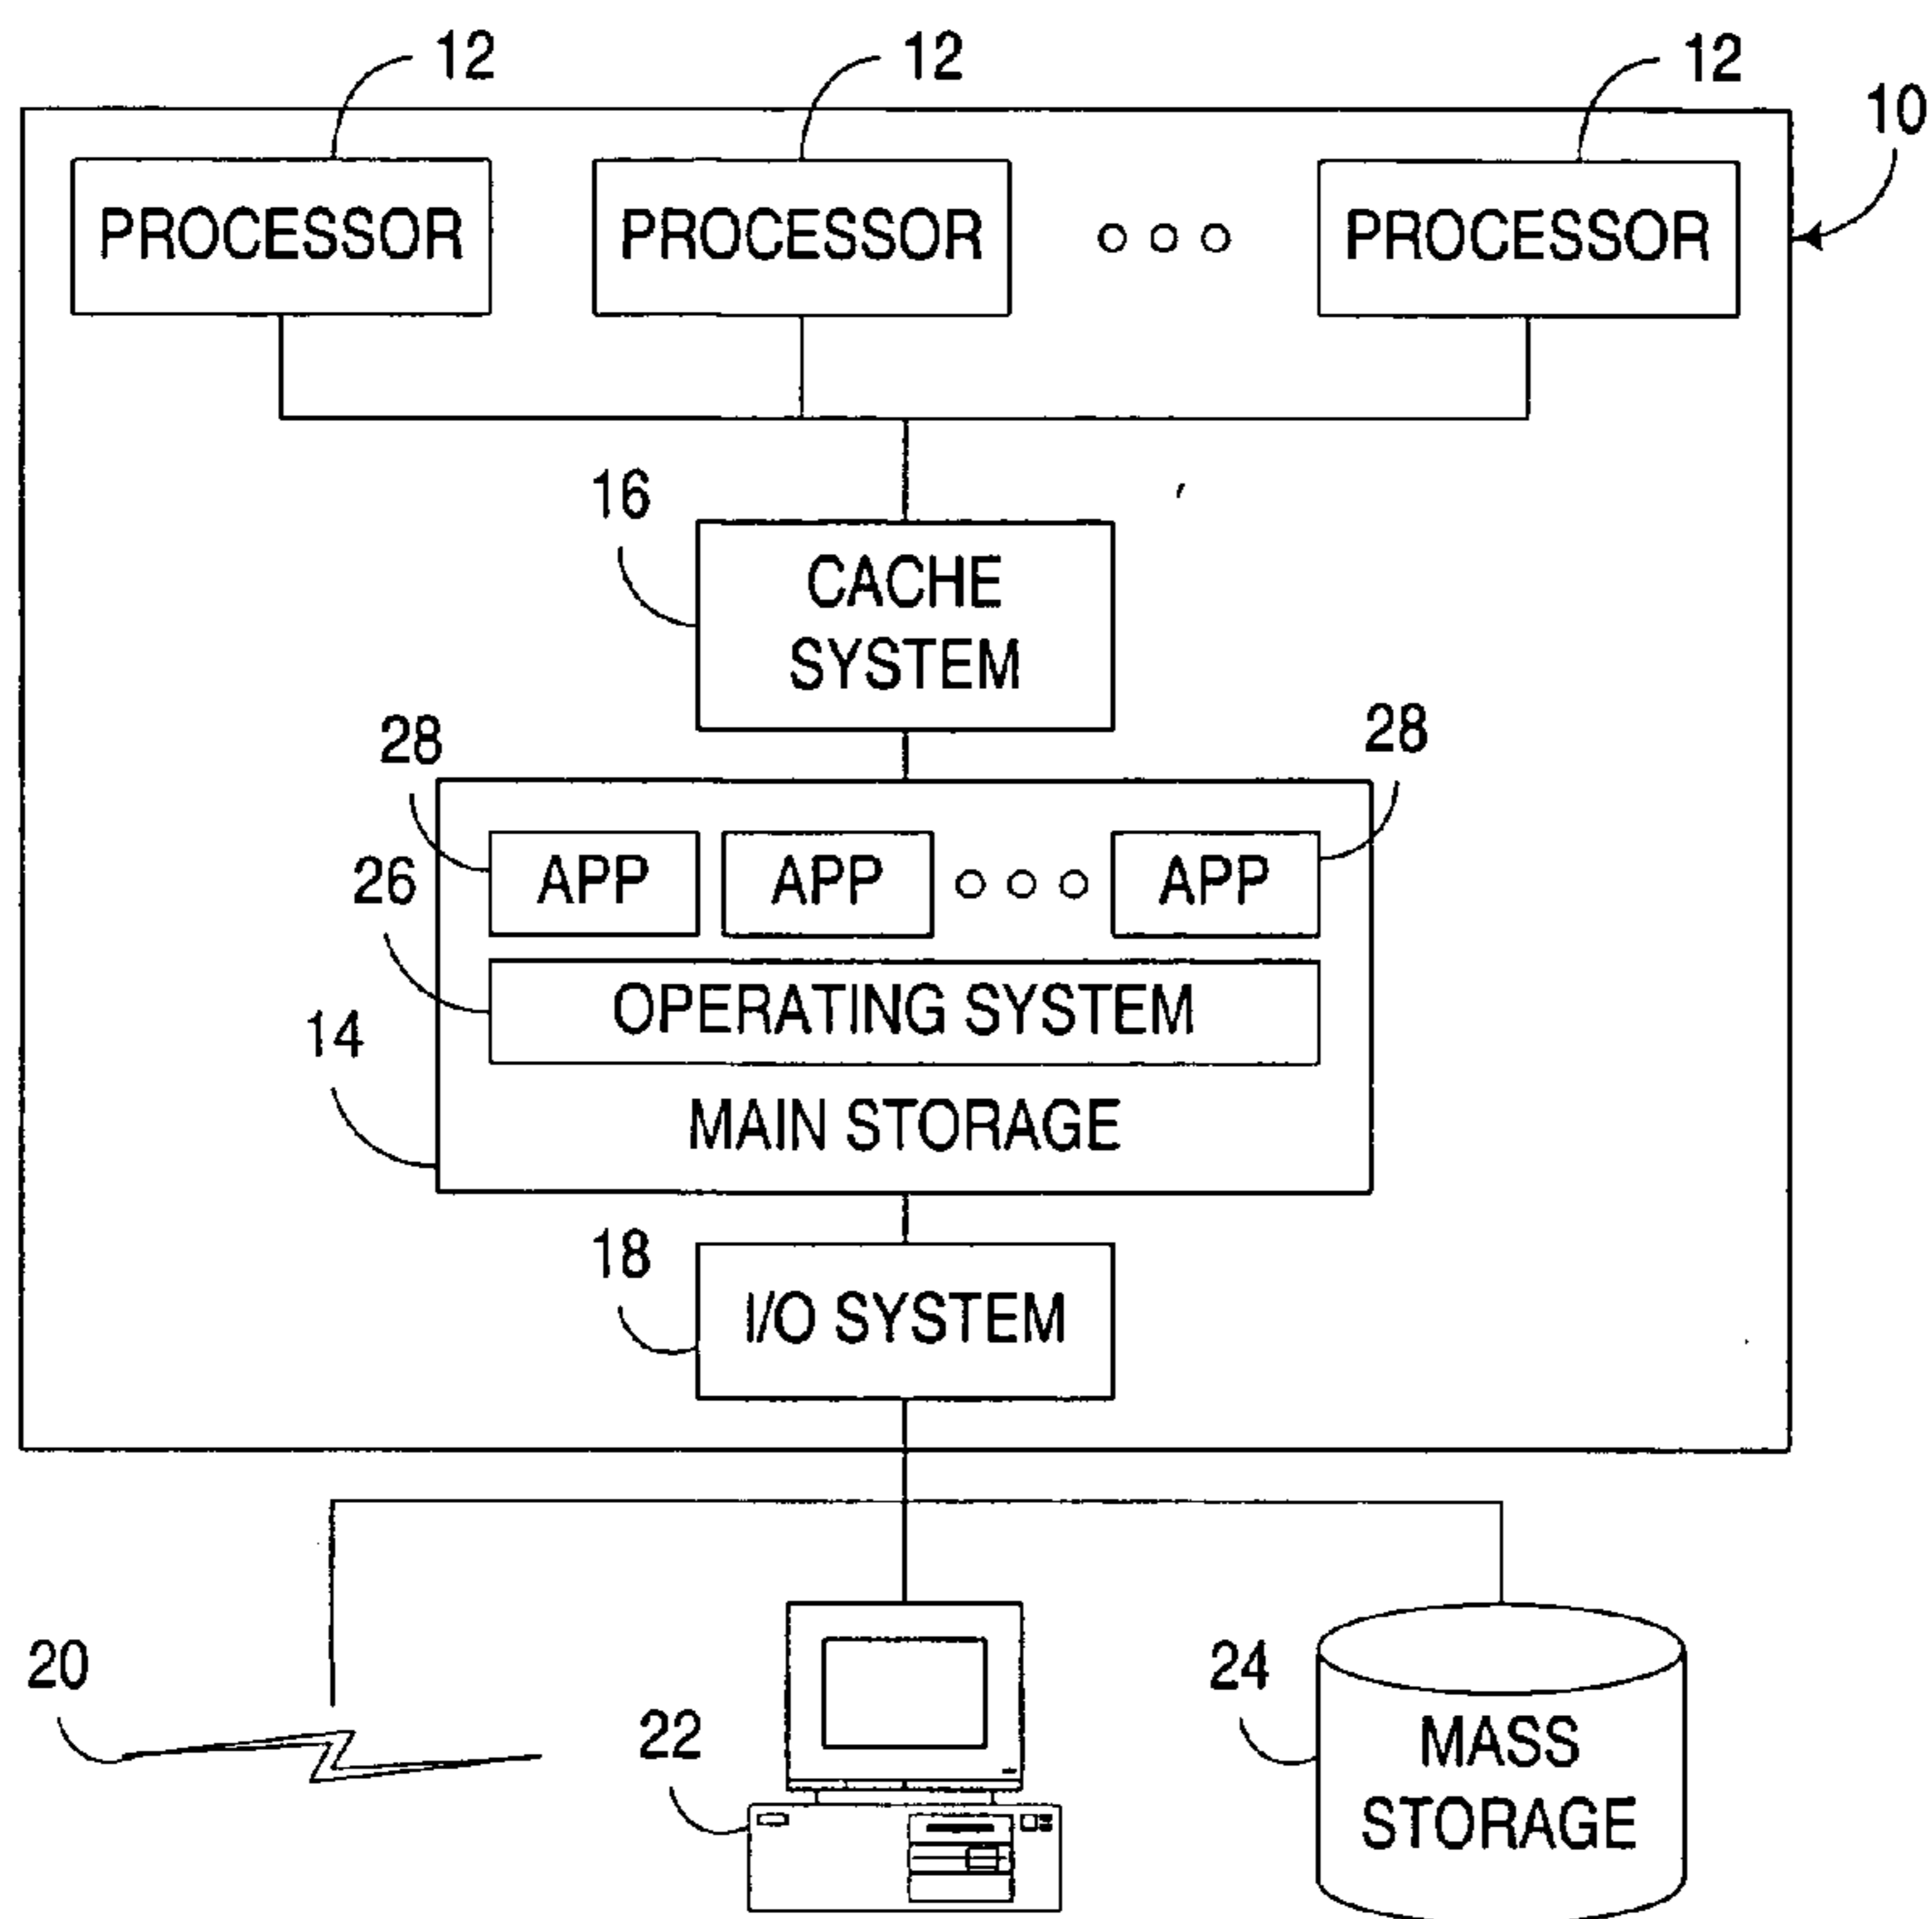 12 12 12
10
PROCESSOR PROCESSOR PROCESSOR
16
CACHE
SYSTEM
28 28
APP APP APP
26
OPERATING SYSTEM
14
MAIN STORAGE
18
I/O SYSTEM
20
22
24
MASS
STORAGE